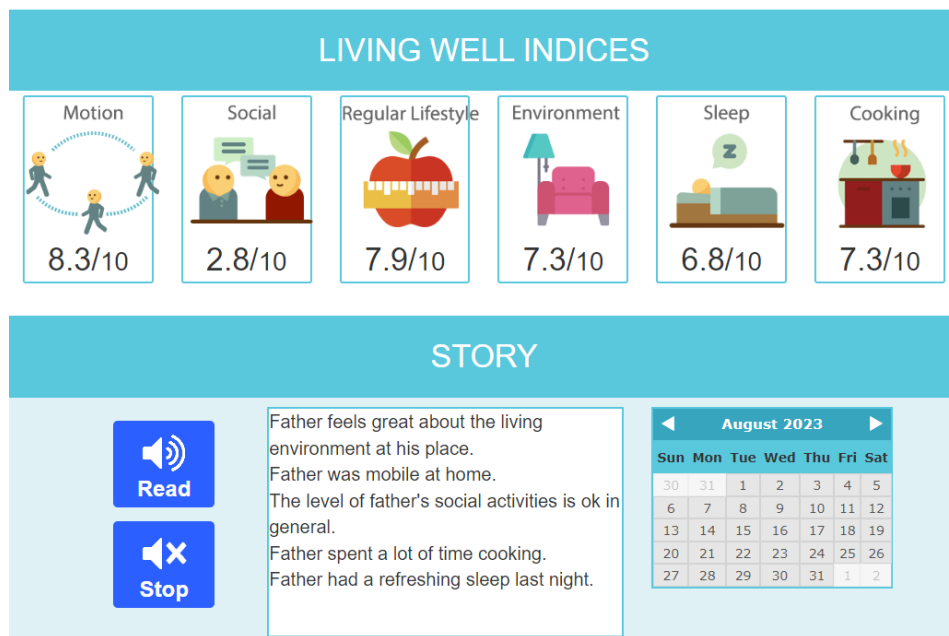 LIVING WELL INDICES
Motion Social Regular Lifestyle Environment Sleep Cooking
z
8.3/10 2.8/10 7.9/10 7.3/10 6.8/10 7.3/10
STORY
Read
Stop
Father feels great about the living
environment at his place.
Father was mobile at home.
The level of father's social activities is ok in
general.
Father spent a lot of time cooking.
Father had a refreshing sleep last night.
August 2023
Sun Mon Tue Wed Thu Fri Sat
30 31 1 2 3 4 5
6 7 8 9 10 11 12
13 14 15 16 17 18 19
20 21 22 23 24 25 26
27 28 29 30 31 1 2